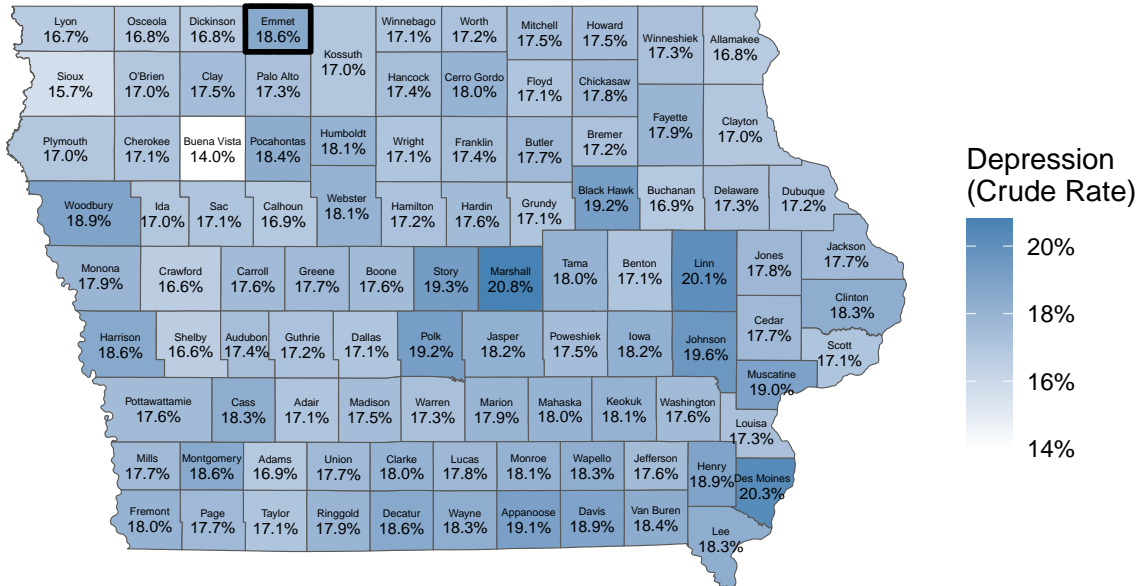 Lyon
16.7%
Osceola
16.8%
Dickinson
16.8%
Emmet
18.6%
Kossuth
17.0%
Winnebago
17.1%
Worth
17.2%
Mitchell
17.5%
Howard
17.5%
Winneshiek
17.3%
Allamakee
16.8%
Sioux
15.7%
O'Brien
17.0%
Clay
17.5%
Palo Alto
17.3%
Hancock
17.4%
Cerro Gordo
18.0%
Floyd
17.1%
Chickasaw
17.8%
Fayette
17.9%
Clayton
17.0%
Plymouth
17.0%
Cherokee
17.1%
Buena Vista
14.0%
Pocahontas
18.4%
Humboldt
18.1%
Wright
17.1%
Franklin
17.4%
Butler
17.7%
Bremer
17.2%
Woodbury
18.9%
Ida
17.0%
Sac
17.1%
Calhoun
16.9%
Webster
18.1%
Hamilton
17.2%
Hardin
17.6%
Grundy
17.1%
Black Hawk
19.2%
Buchanan
16.9%
Delaware
17.3%
Dubuque
17.2%
Monona
17.9%
Crawford
16.6%
Carroll
17.6%
Greene
17.7%
Boone
17.6%
Story
19.3%
Marshall
20.8%
Tama
18.0%
Benton
17.1%
Linn
20.1%
Jones
17.8%
Jackson
17.7%
Clinton
18.3%
Harrison
18.6%
Shelby
16.6%
Audubon
17.4%
Guthrie
17.2%
Dallas
17.1%
Polk
19.2%
Jasper
18.2%
Poweshiek
17.5%
Iowa
18.2%
Johnson
19.6%
Cedar
17.7%
Scott
17.1%
Muscatine
19.0%
Pottawattamie
17.6%
Cass
18.3%
Adair
17.1%
Madison
17.5%
Warren
17.3%
Marion
17.9%
Mahaska
18.0%
Keokuk
18.1%
Washington
17.6%
Louisa
17.3%
Mills
17.7%
Montgomery
18.6%
Adams
16.9%
Union
17.7%
Clarke
18.0%
Lucas
17.8%
Monroe
18.1%
Wapello
18.3%
Jefferson
17.6%
Henry
18.9%
Des Moines
20.3%
Fremont
18.0%
Page
17.7%
Taylor
17.1%
Ringgold
17.9%
Decatur
18.6%
Wayne
18.3%
Appanoose
19.1%
Davis
18.9%
Van Buren
18.4%
Lee
18.3%
Depression
(Crude Rate)
20%
18%
16%
14%